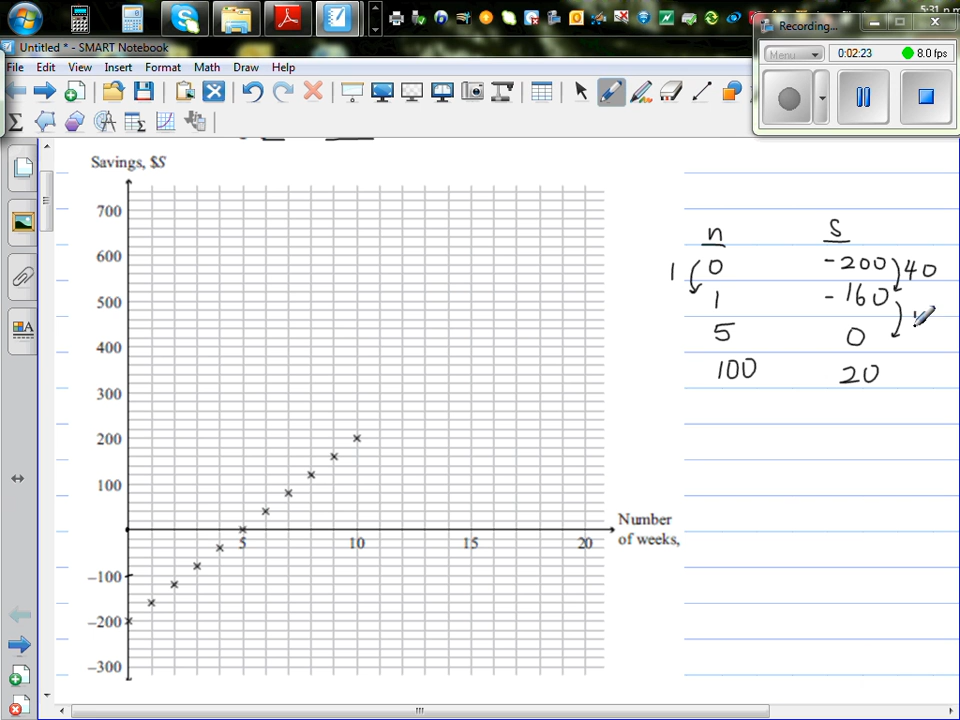 5:31 p.m.
Untitled * - SMART Notebook
Recording...
File Edit View Insert Format Math Draw Help
Menu 0:02:23 8.0 fps
Savings, $S
700
600
500
400
300
200
100
5 10 15 20
Number
of weeks,
-100
-200
-300
n S
0 -200
1 40
1 -160
5 0
100 20